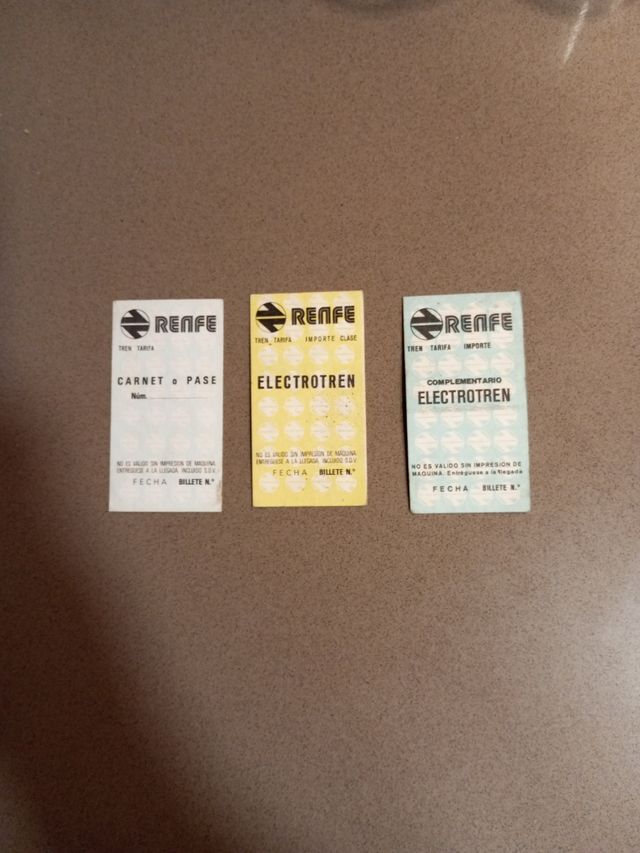 RENFE
TREN TARIFA
CARNET o PASE
Núm.
NO ES VALIDO SIN IMPRESION DE MAQUINA.
ENTREGUESE A LA LLEGADA. INCLUIDO S.O.V.
FECHA BILLETE N.º
RENFE
TREN TARIFA IMPORTE CLASE
ELECTROTREN
NO ES VALIDO SIN IMPRESION DE MAQUINA.
ENTREGUESE A LA LLEGADA. INCLUIDO S.O.V.
FECHA BILLETE N.º
RENFE
TREN TARIFA IMPORTE
COMPLEMENTARIO
ELECTROTREN
NO ES VALIDO SIN IMPRESION DE
MAQUINA. Entréguese a la llegada
FECHA BILLETE N.º